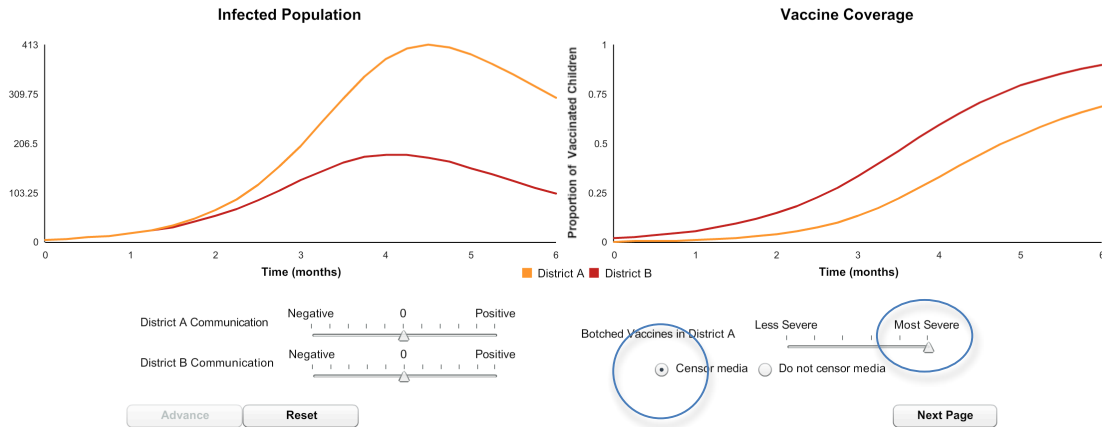 Infected Population
413
309.75
206.5
103.25
0
0 1 2 3 4 5 6
Time (months)
Vaccine Coverage
Proportion of Vaccinated Children
1
75
0.5
0.25
0
0 1 2 3 4 5 6
Time (months)
District A District B
District A Communication
Negative 0 Positive
District B Communication
Negative 0 Positive
Botched Vaccines in District A
Less Severe Most Severe
Censor media Do not censor media
Advance Reset
Next Page